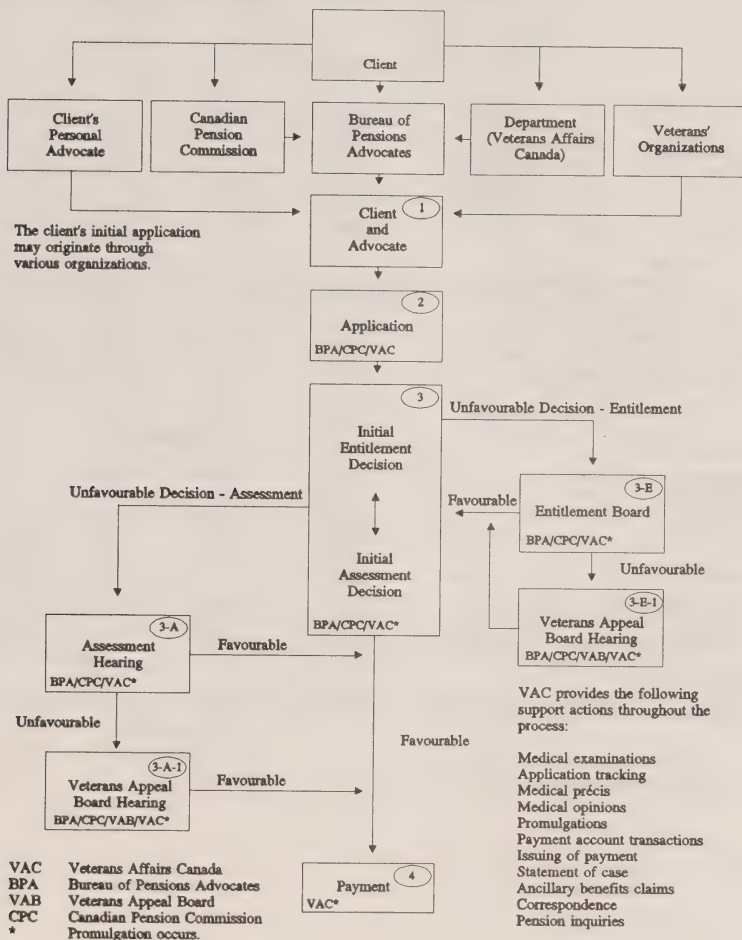 Client
Client's
Personal
Advocate
Canadian
Pension
Commission
Bureau of
Pensions
Advocates
Department
(Veterans Affairs
Canada)
Veterans'
Organizations
The client's initial application
may originate through
various organizations.
1
Client
and
Advocate
2
Application
BPA/CPC/VAC
3
Initial
Entitlement
Decision
Initial
Assessment
Decision
BPA/CPC/VAC*
Unfavourable Decision - Entitlement
3-E
Entitlement Board
BPA/CPC/VAC*
Favourable
Unfavourable
3-E-1
Veterans Appeal
Board Hearing
BPA/CPC/VAB/VAC*
Unfavourable Decision - Assessment
3-A
Assessment
Hearing
BPA/CPC/VAC*
Favourable
Unfavourable
3-A-1
Veterans Appeal
Board Hearing
BPA/CPC/VAB/VAC*
Favourable
Favourable
4
Payment
VAC*
VAC provides the following
support actions throughout the
process:
Medical examinations
Application tracking
Medical précis
Medical opinions
Promulgations
Payment account transactions
Issuing of payment
Statement of case
Ancillary benefits claims
Correspondence
Pension inquiries
VAC Veterans Affairs Canada
BPA Bureau of Pensions Advocates
VAB Veterans Appeal Board
CPC Canadian Pension Commission
* Promulgation occurs.